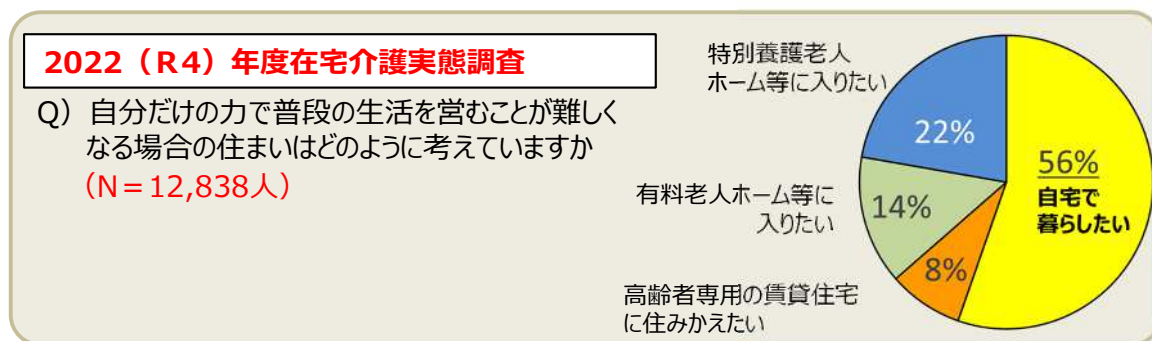 2022（R4）年度在宅介護実態調査
Q）自分だけの力で普段の生活を営むことが難しく
なる場合の住まいはどのように考えていますか
（N＝12,838人）
特別養護老人
ホーム等に入りたい
22%
56%
自宅で
暮らしたい
有料老人ホーム等に
入りたい
14%
8%
高齢者専用の賃貸住宅
に住みかえたい